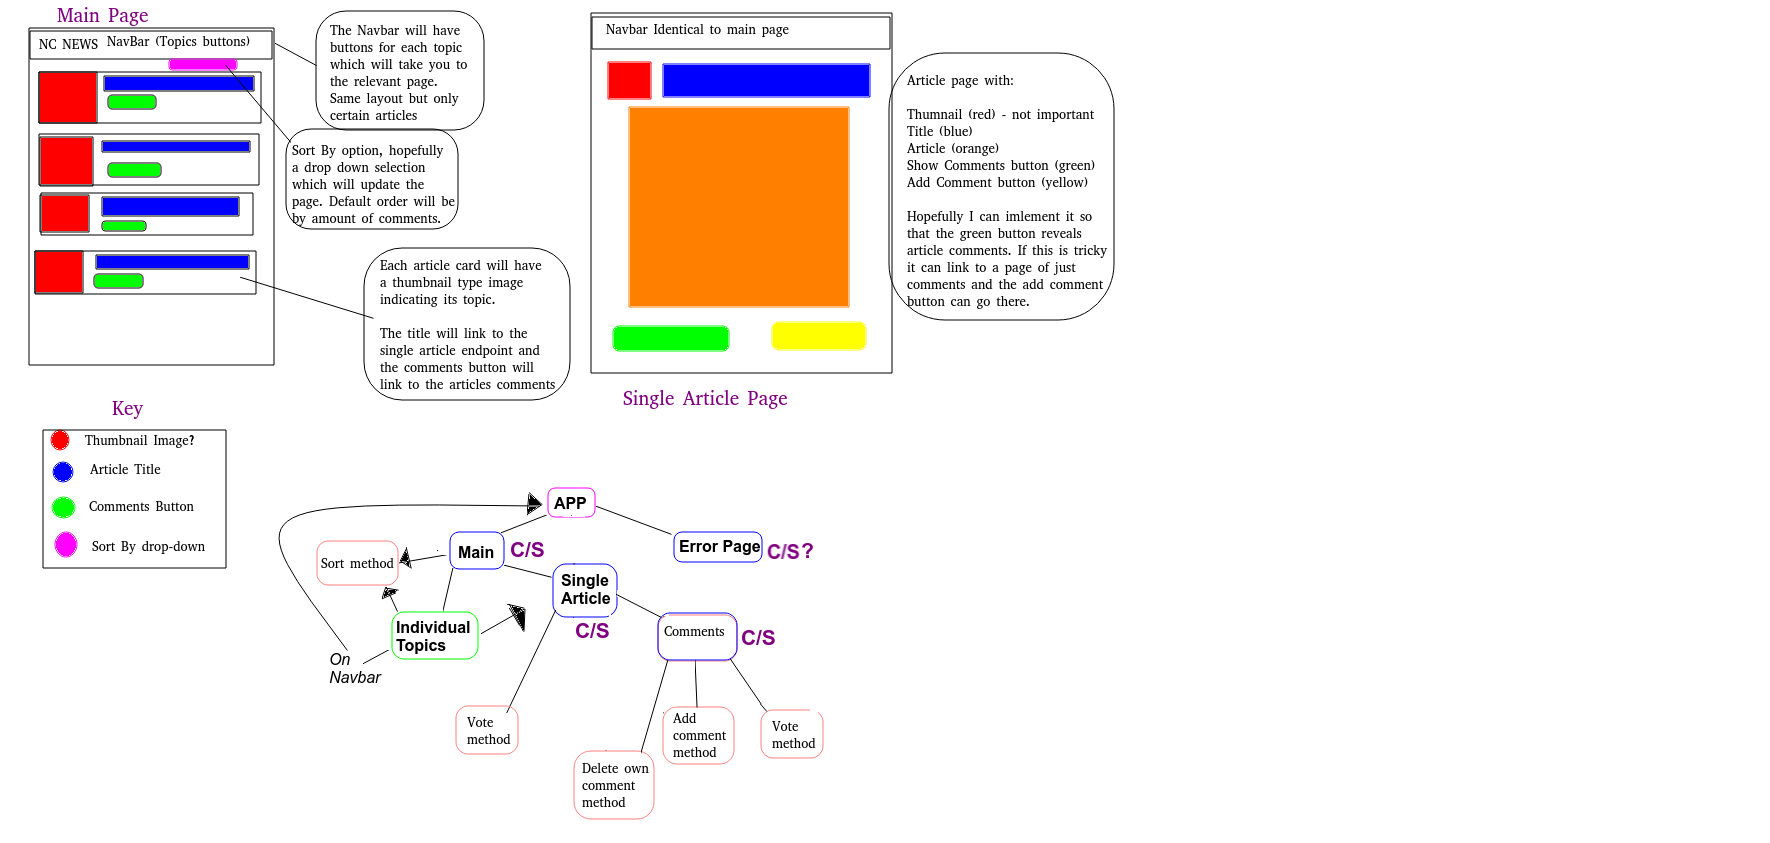 Main Page
NC NEWS NavBar (Topics buttons)
The Navbar will have
buttons for each topic
which will take you to
the relevant page.
Same layout but only
certain articles
Sort By option, hopefully
a drop down selection
which will update the
page. Default order will be
by amount of comments.
Each article card will have
a thumbnail type image
indicating its topic.
The title will link to the
single article endpoint and
the comments button will
link to the articles comments
Navbar Identical to main page
Article page with:
Thumnail (red) - not important
Title (blue)
Article (orange)
Show Comments button (green)
Add Comment button (yellow)
Hopefully I can imlement it so
that the green button reveals
article comments. If this is tricky
it can link to a page of just
comments and the add comment
button can go there.
Single Article Page
Key
Thumbnail Image?
Article Title
Comments Button
Sort By drop-down
APP
Main
C/S
Error Page
C/S?
Sort method
Single
Article
C/S
Individual
Topics
Comments
C/S
On
Navbar
Vote
method
Add
comment
method
Vote
method
Delete own
comment
method